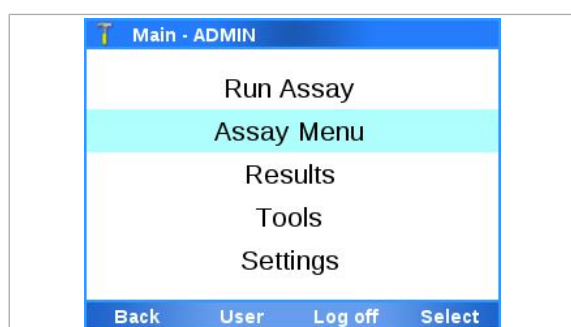 Main - ADMIN
Run Assay
Assay Menu
Results
Tools
Settings
Back User Log off Select